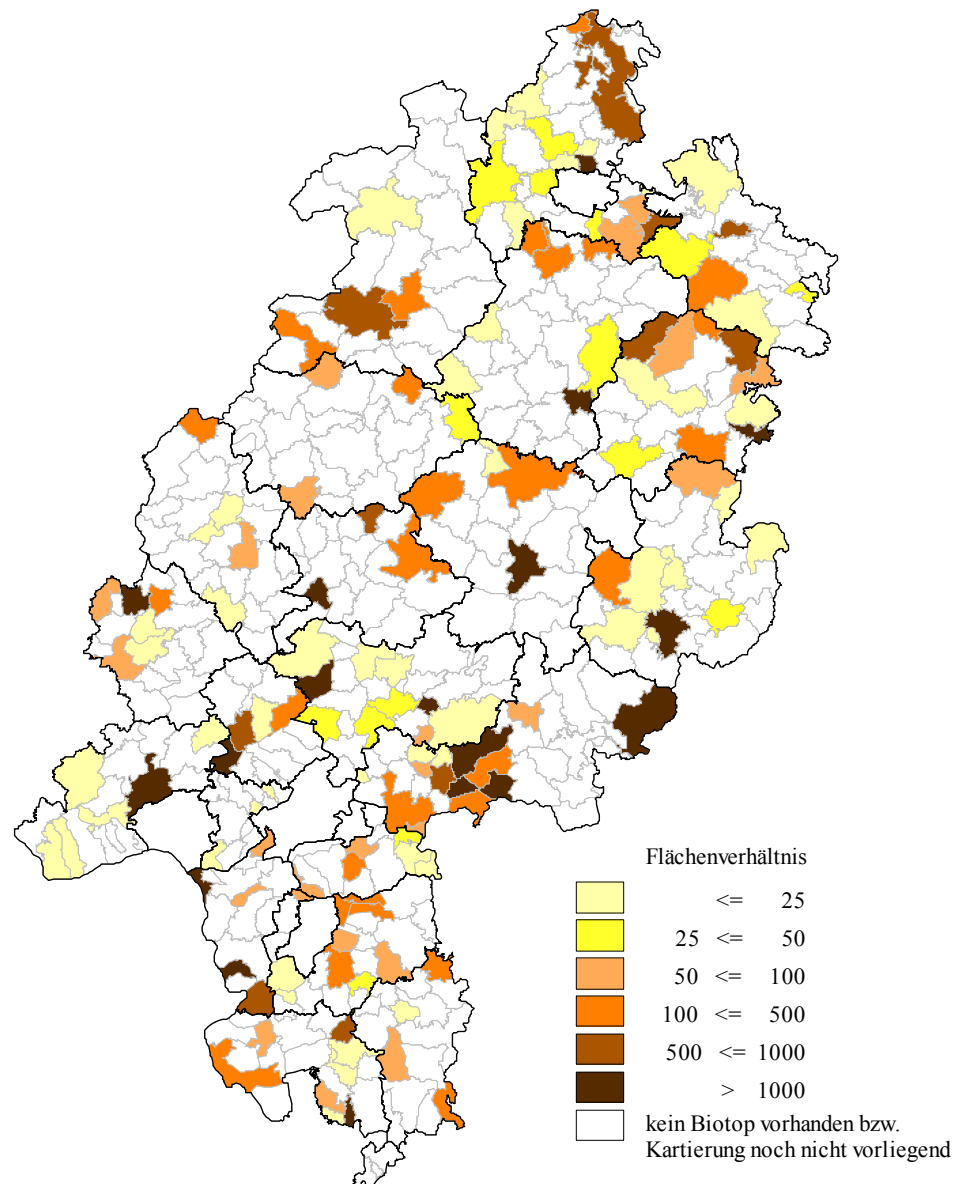 Flächenverhältnis
<= 25
25 <= 50
50 <= 100
100 <= 500
500 <= 1000
> 1000
kein Biotop vorhanden bzw.
Kartierung noch nicht vorliegend